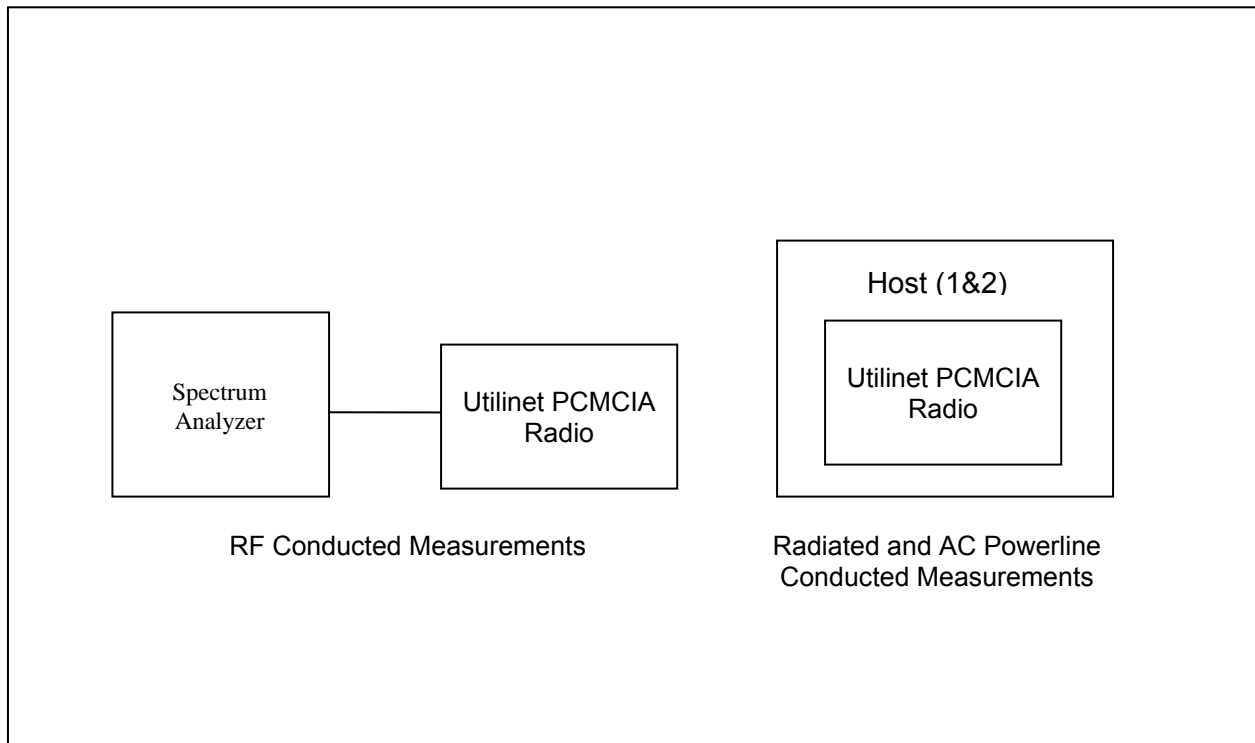 Spectrum
Analyzer
Utilinet PCMCIA
Radio
RF Conducted Measurements
Host (1&2)
Utilinet PCMCIA
Radio
Radiated and AC Powerline
Conducted Measurements